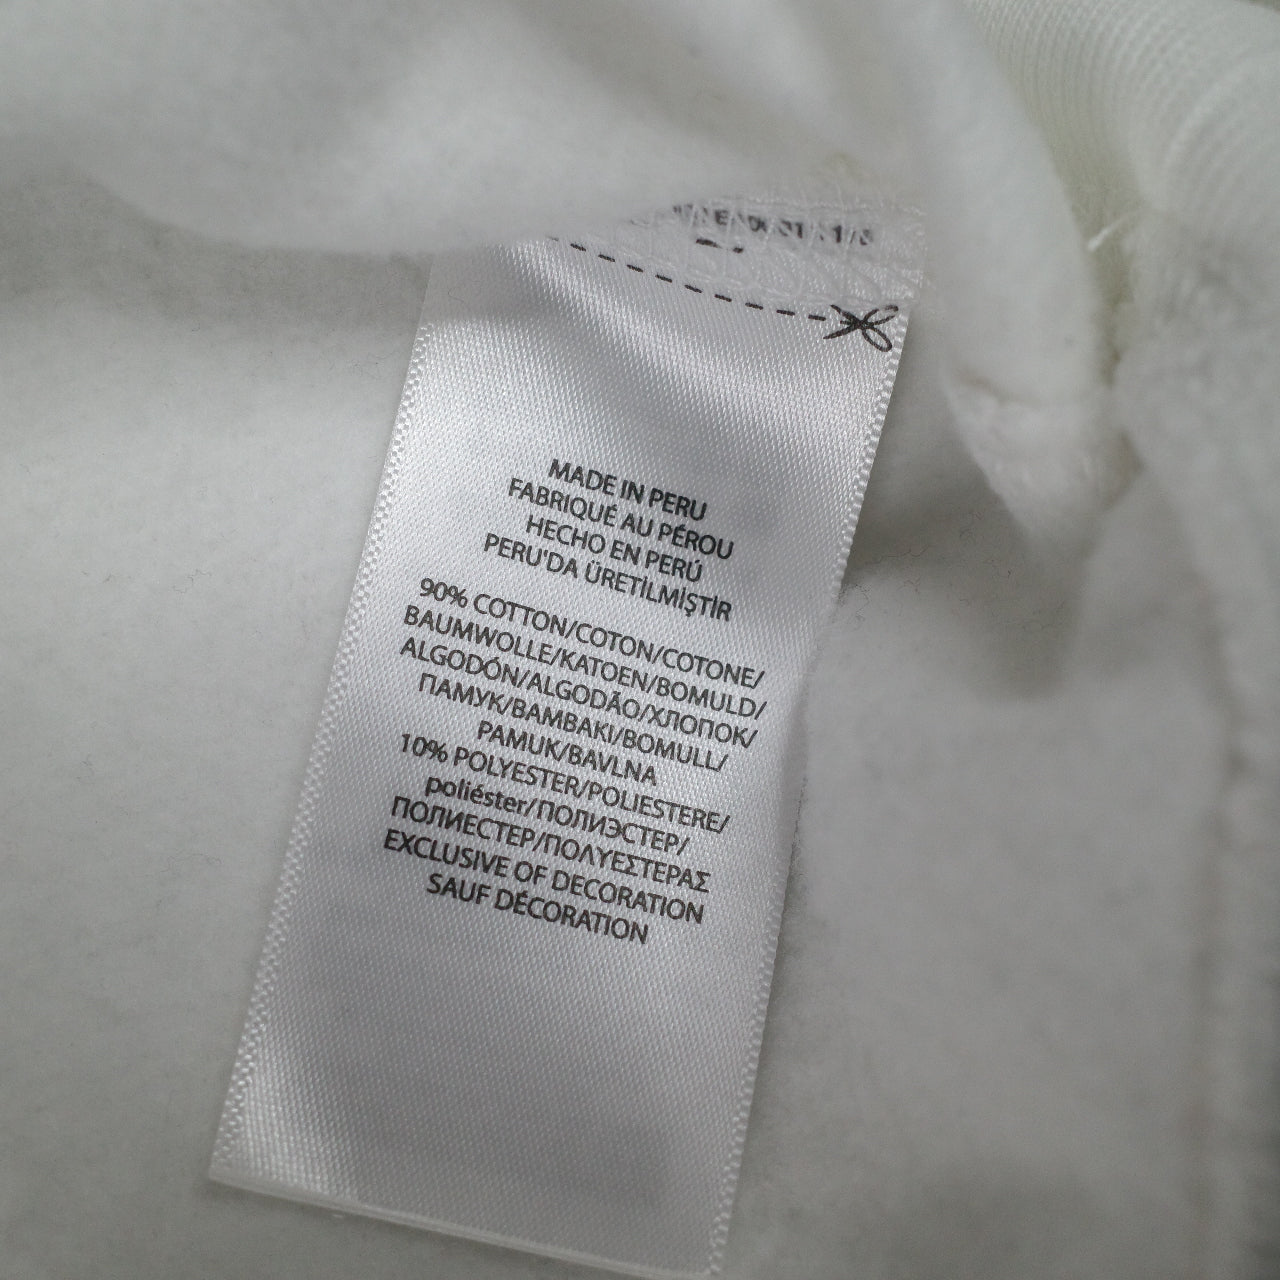 MADE IN PERU
FABRIQUÉ AU PÉROU
HECHO EN PERÚ
PERU'DA ÜRETİLMİŞTİR
90% COTTON/COTON/COTONE/
BAUMWOLLE/KATOEN/BOMULD/
ALGODÓN/ALGODÃO/ХЛОПОК/
ПАМУК/BAMBAKI/BOMULL/
PAMUK/BAVLNA
10% POLYESTER/POLIESTERE/
poliéster/ПОЛИЭСТЕР/
ПОЛИЕСТЕР/ΠΟΛΥΕΣΤΕΡΑΣ
EXCLUSIVE OF DECORATION
SAUF DÉCORATION